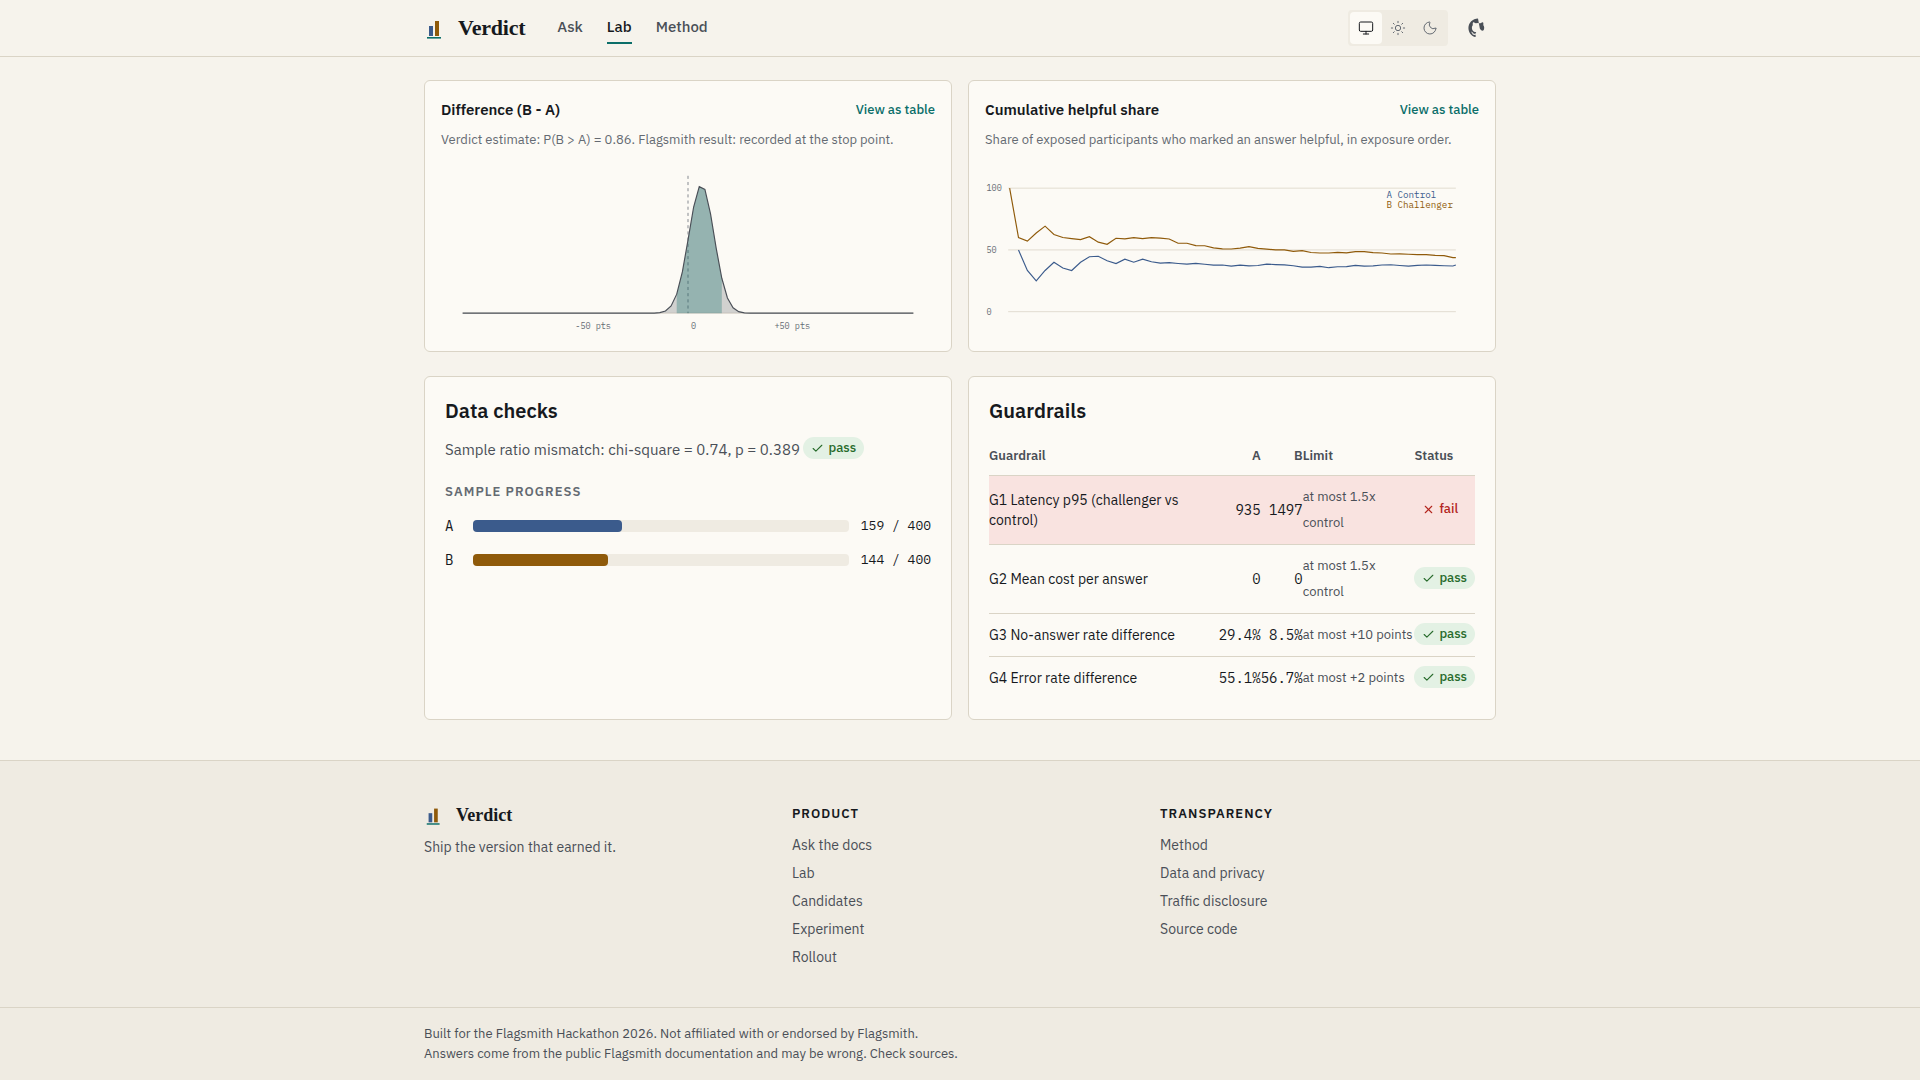 Verdict
Ask
Lab
Method
Difference (B - A)
View as table
Verdict estimate: P(B > A) = 0.86. Flagsmith result: recorded at the stop point.
-50 pts
0
+50 pts
Cumulative helpful share
View as table
Share of exposed participants who marked an answer helpful, in exposure order.
100
A Control
B Challenger
50
0
Data checks
Sample ratio mismatch: chi-square = 0.74, p = 0.389 pass
SAMPLE PROGRESS
A 159 / 400
B 144 / 400
Guardrails
Guardrail A B Limit Status
G1 Latency p95 (challenger vs
control) 935 1497 at most 1.5x
control fail
G2 Mean cost per answer 0 0 at most 1.5x
control pass
G3 No-answer rate difference 29.4% 8.5% at most +10 points pass
G4 Error rate difference 55.1% 56.7% at most +2 points pass
Verdict
Ship the version that earned it.
PRODUCT
Ask the docs
Lab
Candidates
Experiment
Rollout
TRANSPARENCY
Method
Data and privacy
Traffic disclosure
Source code
Built for the Flagsmith Hackathon 2026. Not affiliated with or endorsed by Flagsmith.
Answers come from the public Flagsmith documentation and may be wrong. Check sources.